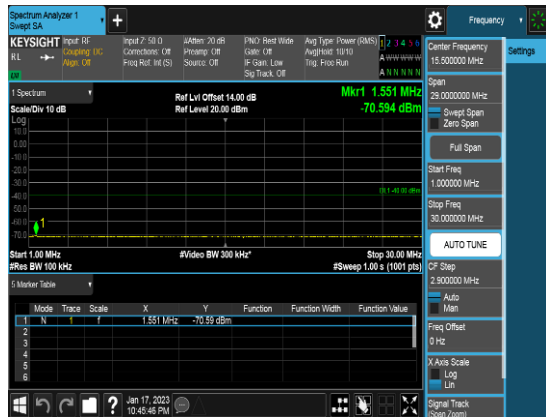 Spectrum Analyzer 1
Swept SA
+
Frequency
KEYSIGHT
RL
Input: RF
Coupling: DC
Align: Off
Input Z: 50 Ω
Corrections: Off
Freq Ref: Int (S)
#Atten: 20 dB
Preamp: Off
Source: Off
PNO: Best Wide
Gate: Off
IF Gain: Low
Sig Track: Off
Avg Type: Power (RMS)
Avg|Hold: 10/10
Trig: Free Run
1 2 3 4 5 6
A W W W W W
A N N N N N
Center Frequency
15.500000 MHz
Settings
1 Spectrum
Scale/Div 10 dB
Ref Lvl Offset 14.00 dB
Ref Level 20.00 dBm
Mkr1 1.551 MHz
-70.594 dBm
Log
10.0
0.00
-10.0
-20.0
-30.0
-40.0
-50.0
-60.0
-70.0
DL1 -40.00 dBm
1
Start 1.00 MHz
#Res BW 100 kHz
#Video BW 300 kHz*
Stop 30.00 MHz
#Sweep 1.00 s (1001 pts)
Span
29.0000000 MHz
Swept Span
Zero Span
Full Span
Start Freq
1.000000 MHz
Stop Freq
30.000000 MHz
AUTO TUNE
CF Step
2.900000 MHz
Auto
Man
Freq Offset
0 Hz
X Axis Scale
Log
Lin
Signal Track
(Span Zoom)
5 Marker Table
Mode Trace Scale X Y Function Function Width Function Value
1 N 1 f 1.551 MHz -70.59 dBm
2
3
4
5
6
?
Jan 17, 2023
10:45:46 PM